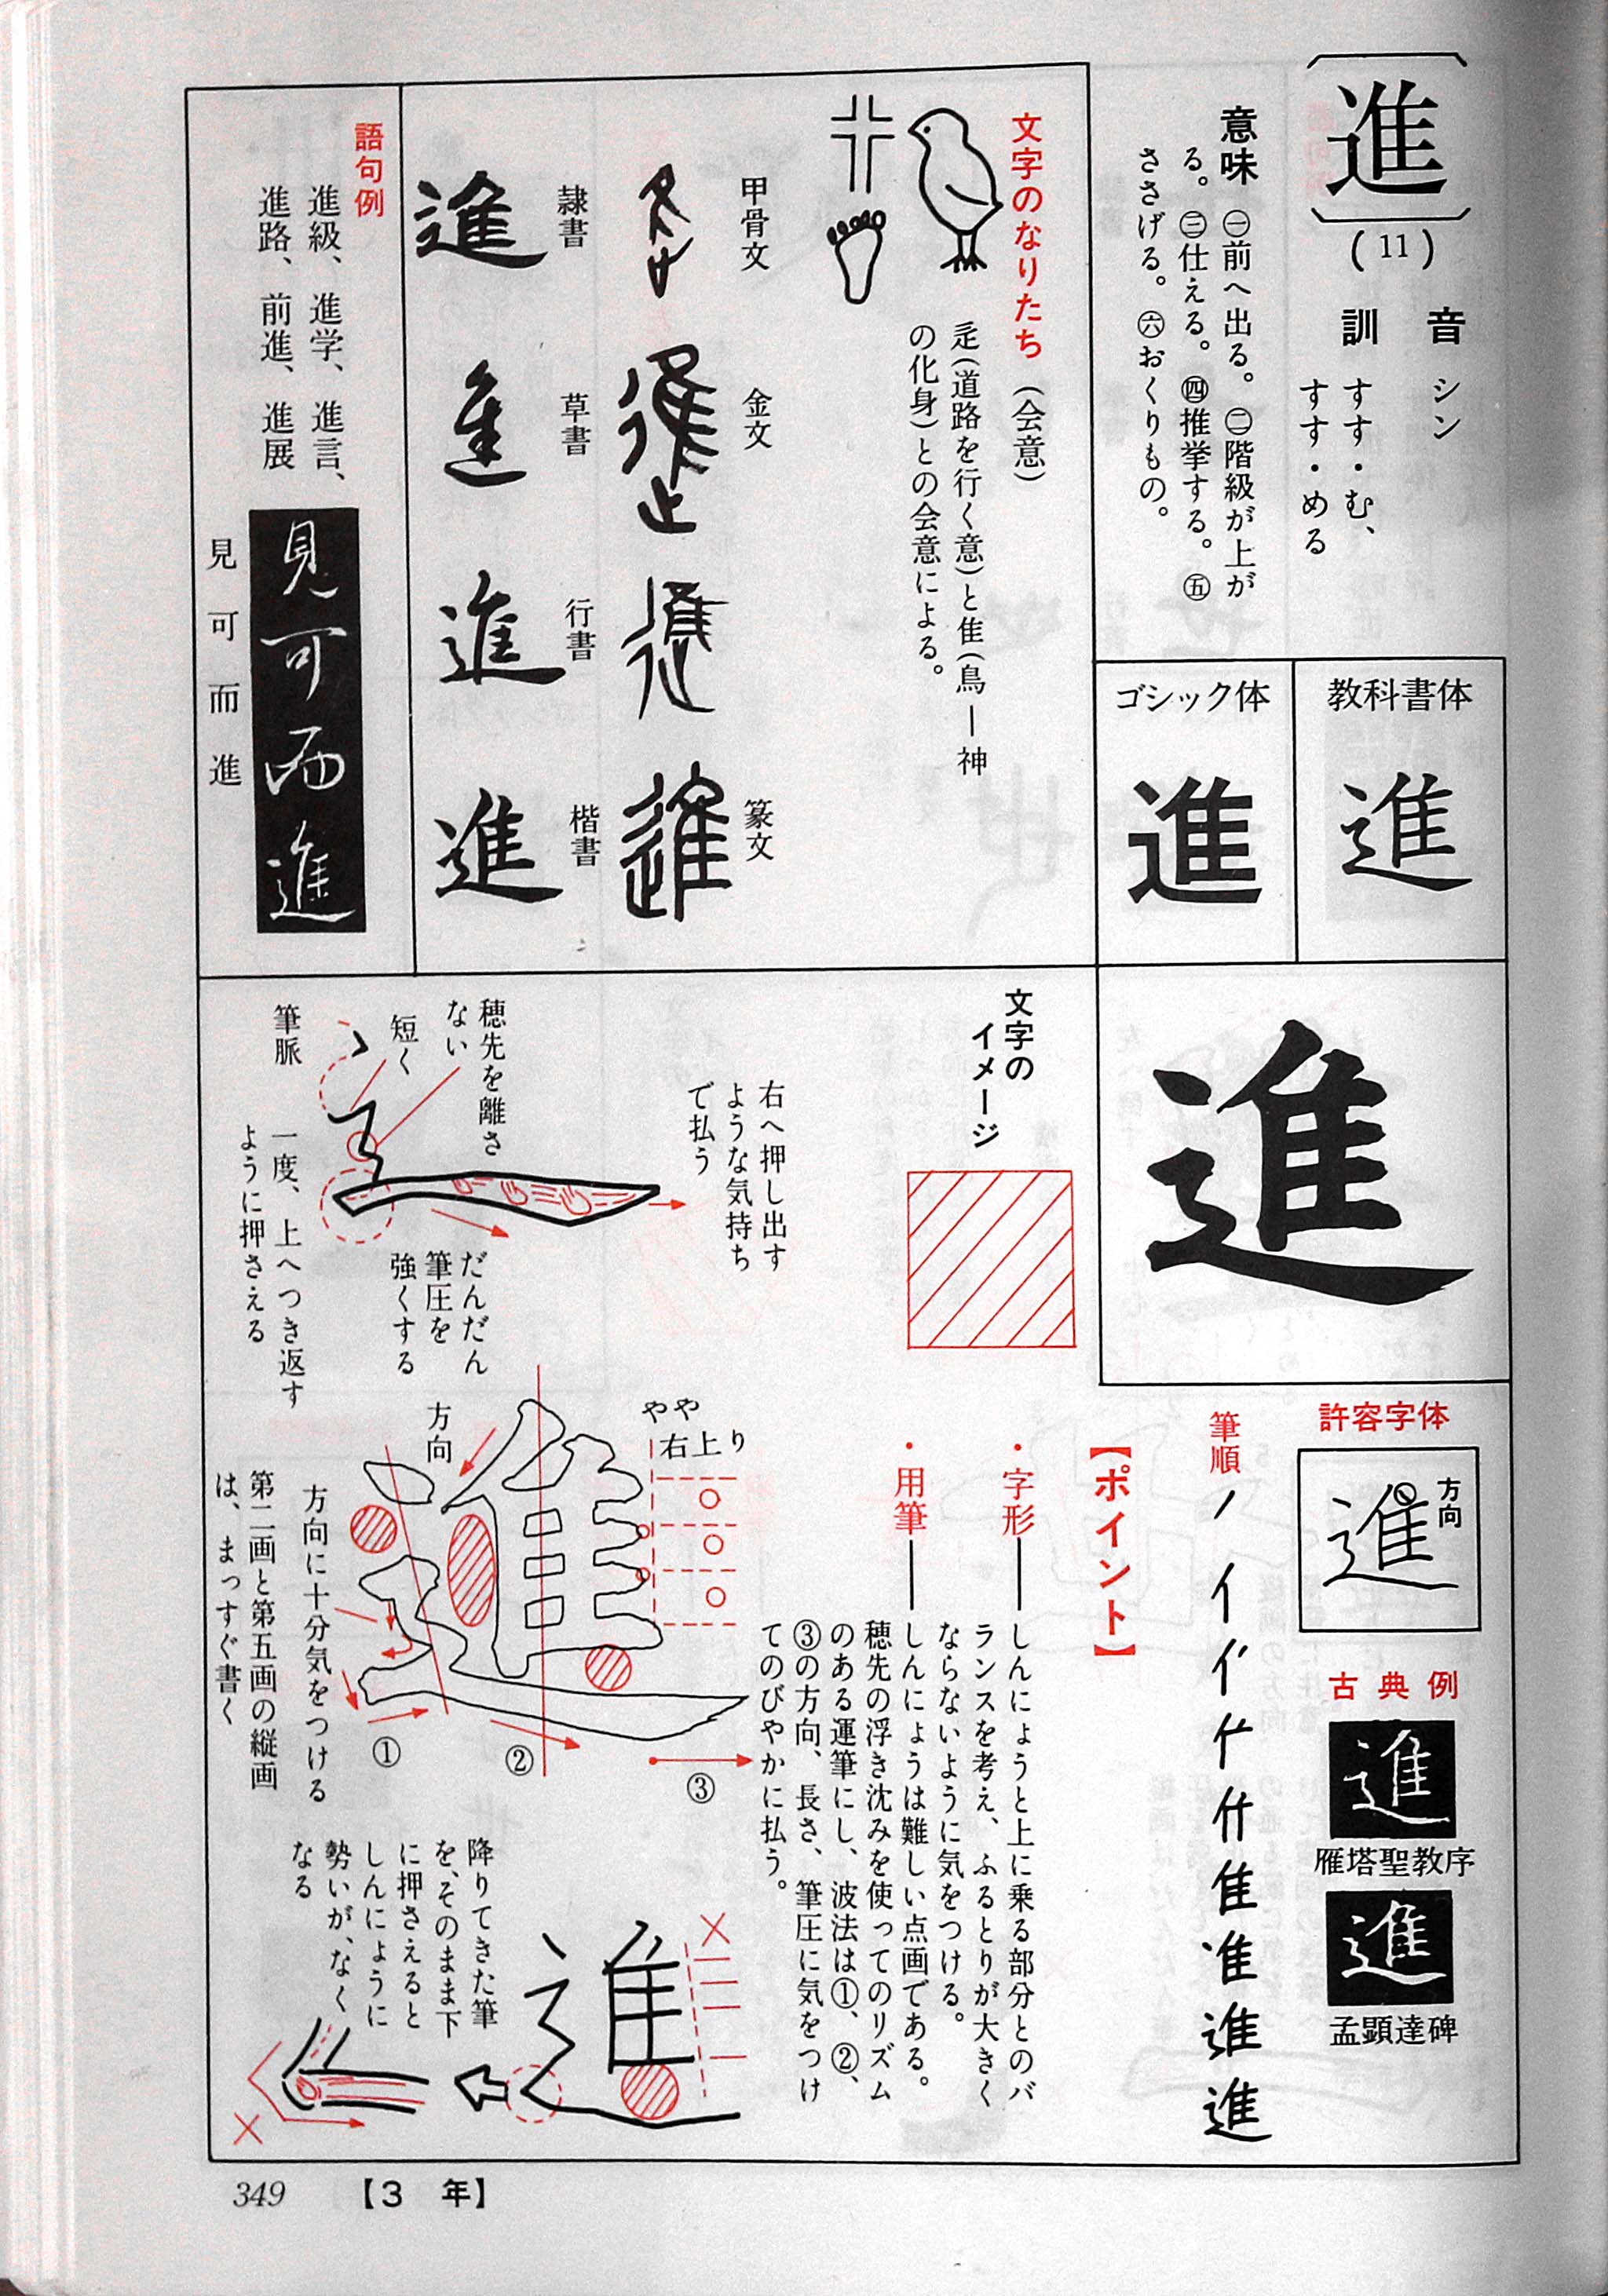 進
(11)
音 シン
訓 すす・む、
すす・める
意味 ㊀前へ出る。㊁階級が上が
る。㊂仕える。㊃推挙する。㊄
ささげる。㊅おくりもの。
教科書体
進
ゴシック体
進
文字のなりたち (会意)
辵(道路を行く意)と隹(鳥―神
の化身)との会意による。
甲骨文
金文
篆文
隷書
進
草書
進
行書
進
楷書
進
語句例
進級、進学、進言、
進路、前進、進展
見可而進
見可而進
進
許容字体
方向
進
古典例
進
雁塔聖教序
進
孟顕達碑
筆順
進
文字の
イメージ
【ポイント】
・字形―しんにょうと上に乗る部分とのバ
ランスを考え、ふるとりが大きく
ならないように気をつける。
・用筆―しんにょうは難しい点画である。
穂先の浮き沈みを使ってのリズム
のある運筆にし、波法は①、②、
③の方向、長さ、筆圧に気をつけ
てのびやかに払う。
右へ押し出す
ような気持ち
で払う
穂先を離さ
ない
短く
筆脈
だんだん
筆圧を
強くする
一度、上へつき返す
ように押さえる
やや
右上り
方向
方向に十分気をつける
第二画と第五画の縦画
は、まっすぐ書く
①
②
③
進
降りてきた筆
を、そのまま下
に押さえると
しんにょうに
勢いが、なく
なる
349
【3 年】